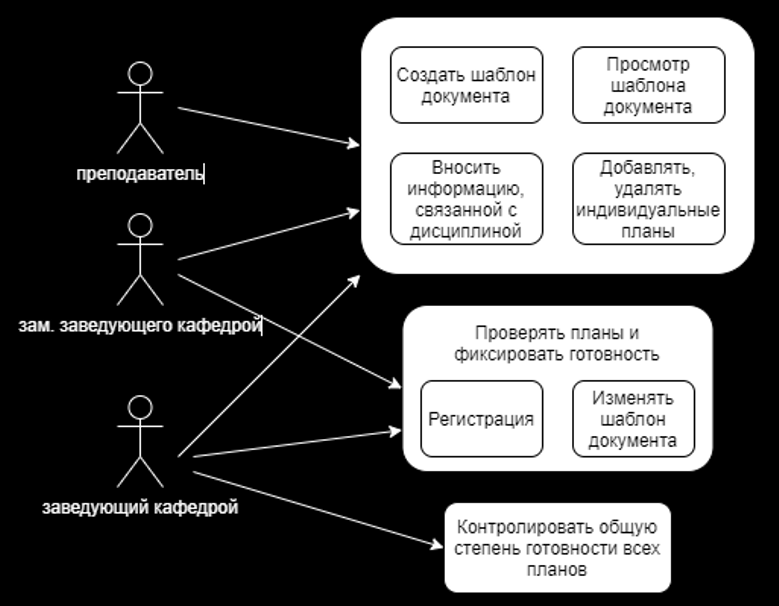 преподаватель
зам. заведующего кафедрой
заведующий кафедрой
Создать шаблон
документа
Просмотр
шаблона
документа
Вносить
информацию,
связанной с
дисциплиной
Добавлять,
удалять
индивидуальные
планы
Проверять планы и
фиксировать готовность
Регистрация
Изменять
шаблон
документа
Контролировать общую
степень готовности всех
планов